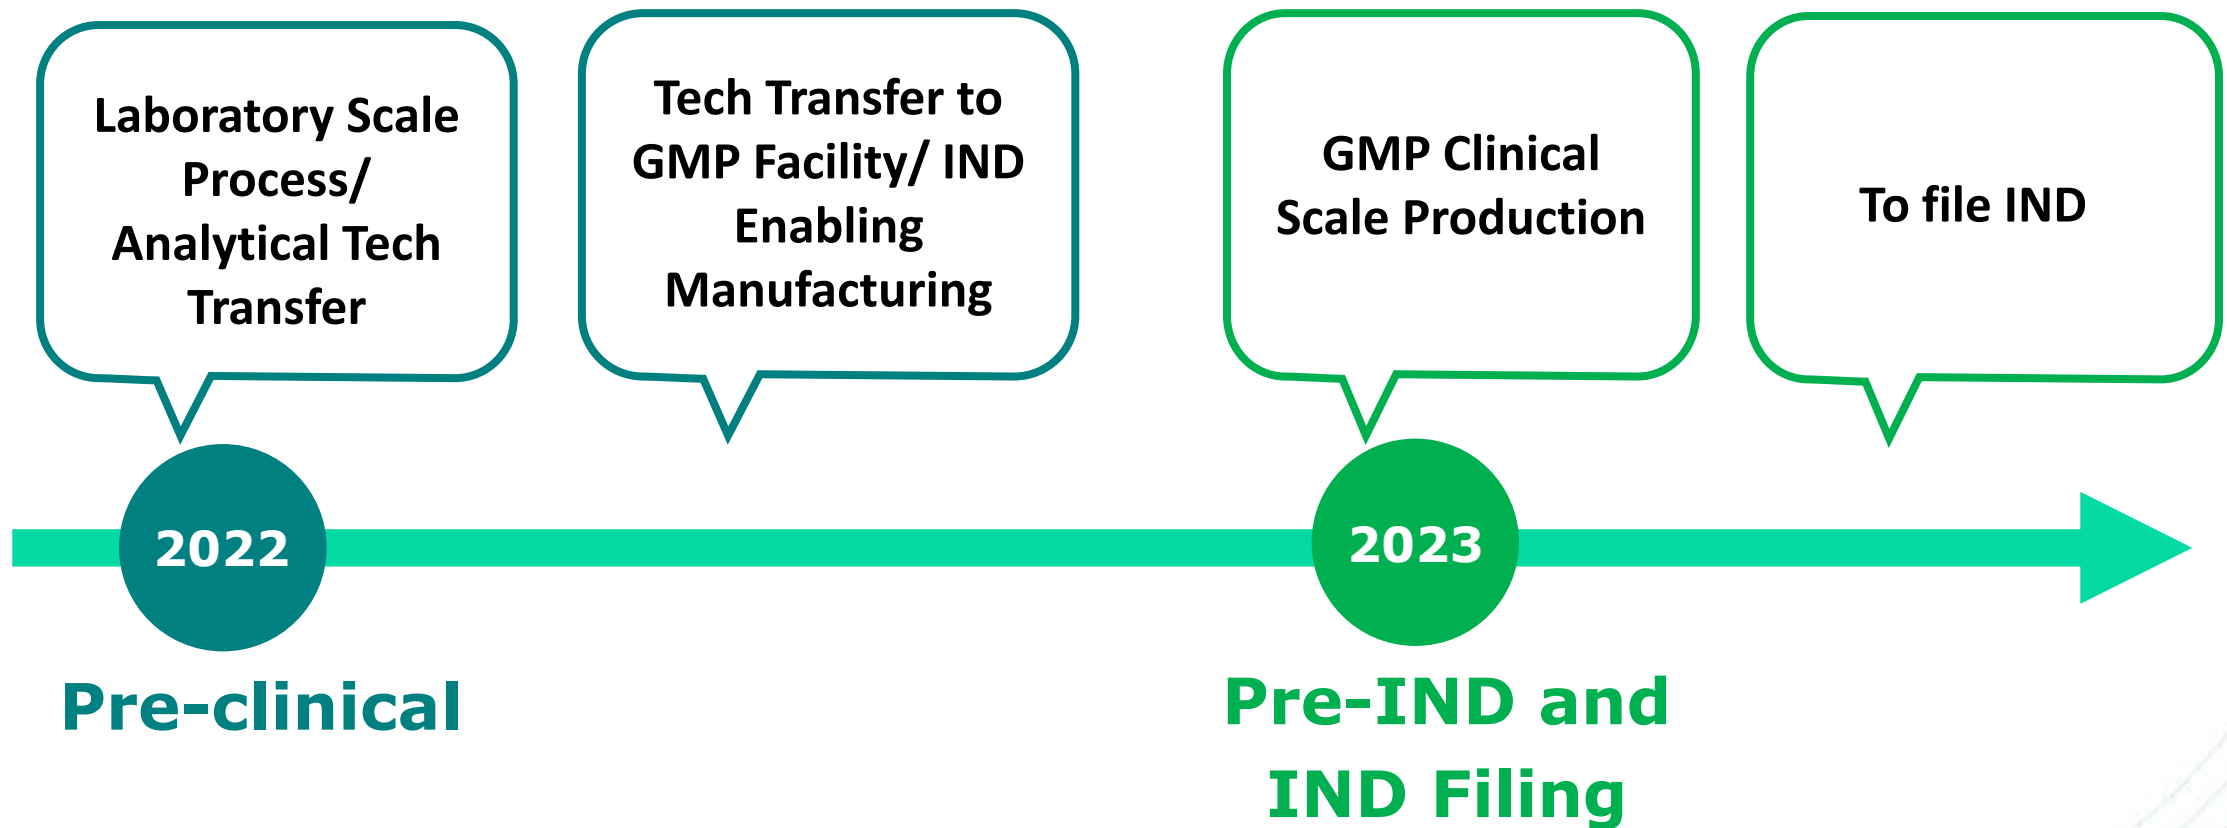 Laboratory Scale
Process/
Analytical Tech
Transfer
Tech Transfer to
GMP Facility/ IND
Enabling
Manufacturing
GMP Clinical
Scale Production
To file IND
2022
2023
Pre-clinical
Pre-IND and
IND Filing